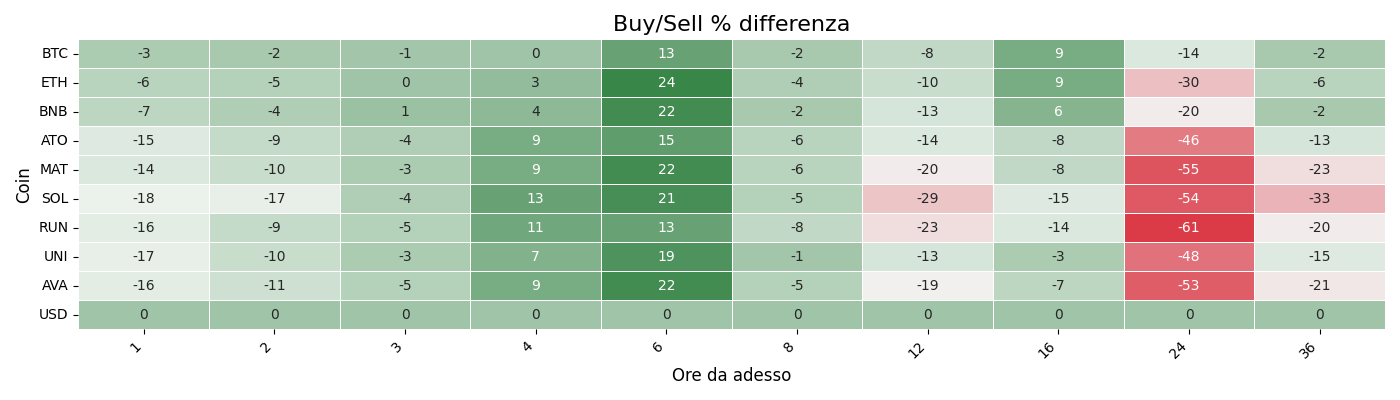 Buy/Sell % differenza
BTC -3 -2 -1 0 13 -2 -8 9 -14 -2
ETH -6 -5 0 3 24 -4 -10 9 -30 -6
BNB -7 -4 1 4 22 -2 -13 6 -20 -2
ATO -15 -9 -4 9 15 -6 -14 -8 -46 -13
MAT -14 -10 -3 9 22 -6 -20 -8 -55 -23
SOL -18 -17 -4 13 21 -5 -29 -15 -54 -33
RUN -16 -9 -5 11 13 -8 -23 -14 -61 -20
UNI -17 -10 -3 7 19 -1 -13 -3 -48 -15
AVA -16 -11 -5 9 22 -5 -19 -7 -53 -21
USD 0 0 0 0 0 0 0 0 0 0
1 2 3 4 6 8 12 16 24 36
Coin
Ore da adesso